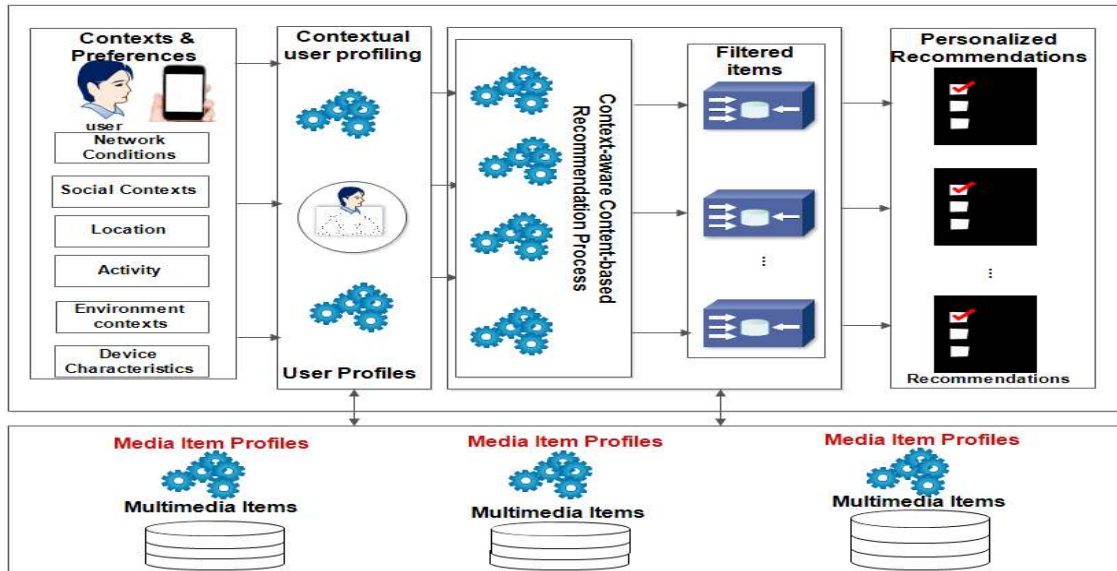 Contexts &
Preferences
user
Network
Conditions
Social Contexts
Location
Activity
Environment
contexts
Device
Characteristics
Contextual
user profiling
User Profiles
Context-aware Content-based
Recommendation Process
Filtered
items
...
Personalized
Recommendations
...
Recommendations
Media Item Profiles
Multimedia Items
Media Item Profiles
Multimedia Items
Media Item Profiles
Multimedia Items